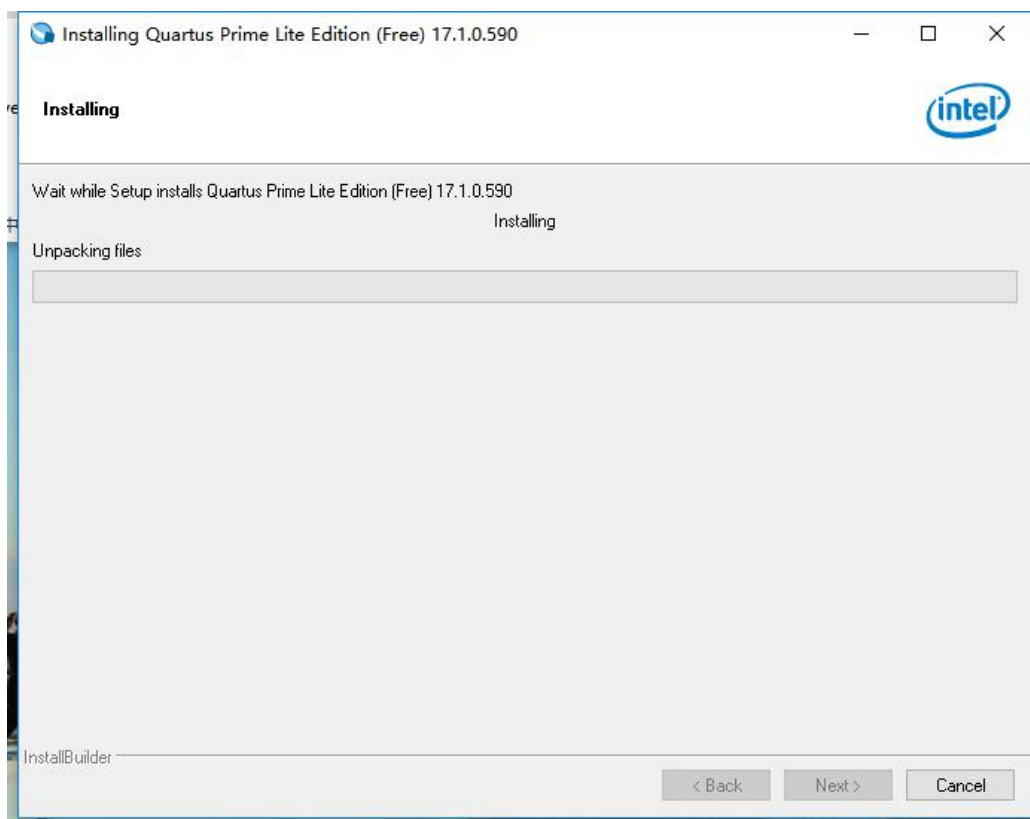 Installing Quartus Prime Lite Edition (Free) 17.1.0.590
Installing
intel
Wait while Setup installs Quartus Prime Lite Edition (Free) 17.1.0.590
Installing
Unpacking files
InstallBuilder
< Back
Next >
Cancel